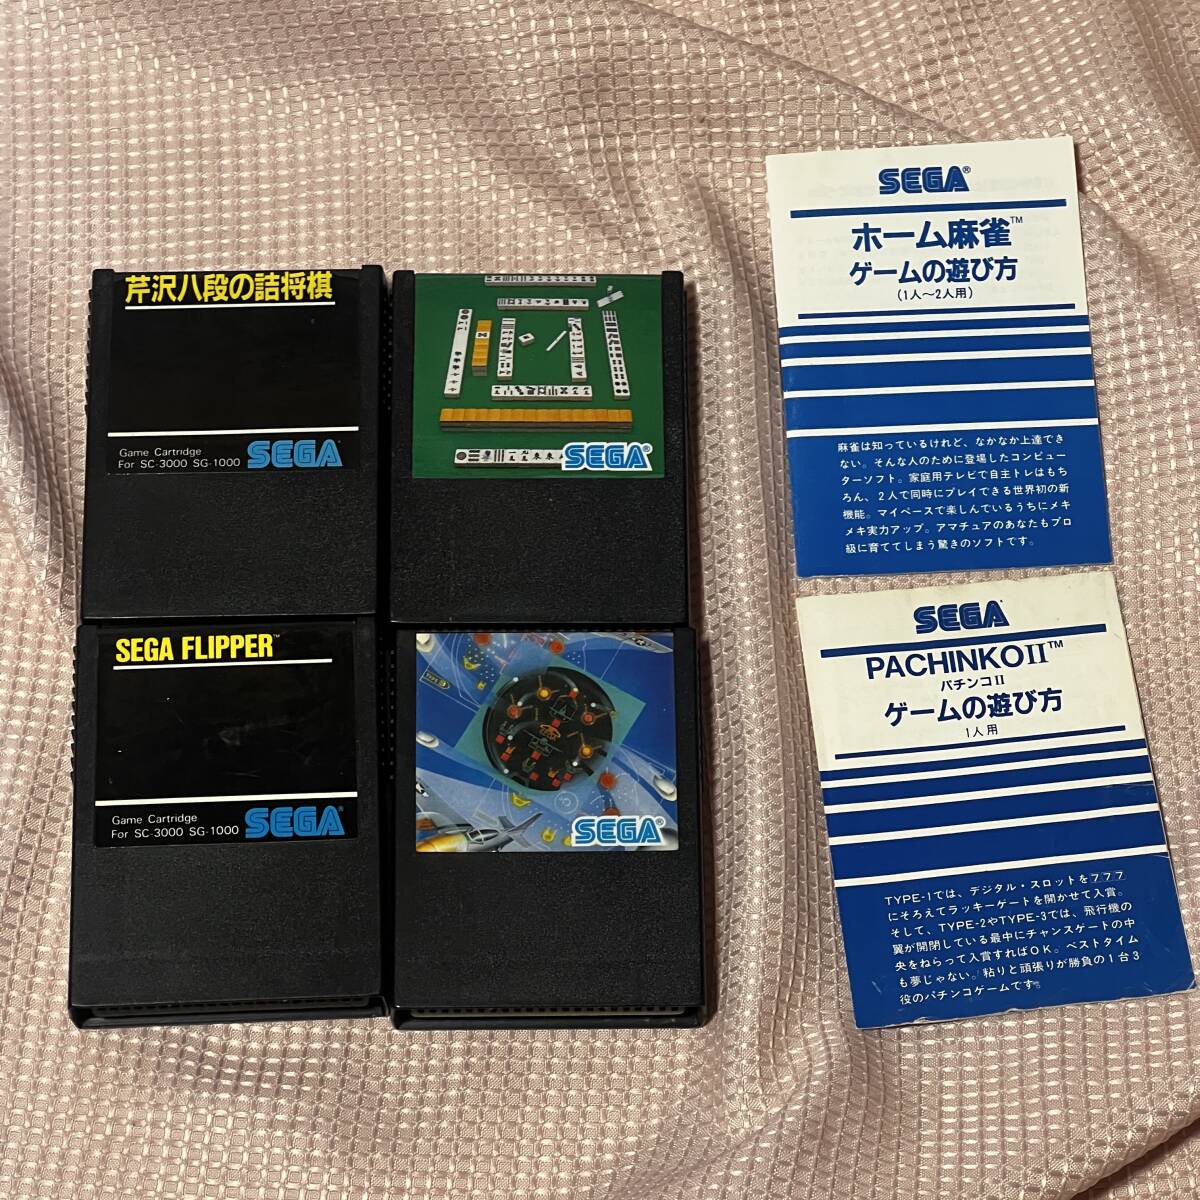 芹沢八段の詰将棋
Game Cartridge
For SC-3000 SG-1000
SEGA®
SEGA®
SEGA FLIPPER™
Game Cartridge
For SC-3000 SG-1000
SEGA®
SEGA®
SEGA®
ホーム麻雀™
ゲームの遊び方
(1人〜2人用)
麻雀は知っているけれど、なかなか上達でき
ない。そんな人のために登場したコンピュー
ターソフト。家庭用テレビで自主トレはもち
ろん、2人で同時にプレイできる世界初の新
機能。マイペースで楽しんでいるうちにメキ
メキ実力アップ。アマチュアのあなたもプロ
級に育ててしまう驚きのソフトです。
SEGA®
PACHINKOII™
パチンコII
ゲームの遊び方
1人用
TYPE-1では、デジタル・スロットを777
にそろえてラッキーゲートを開かせて入賞。
そして、TYPE-2やTYPE-3では、飛行機の
翼が開閉している最中にチャンスゲートの中
央をねらって入賞すればOK。ベストタイム
も夢じゃない。粘りと頑張りが勝負の1台3
役のパチンコゲームです。